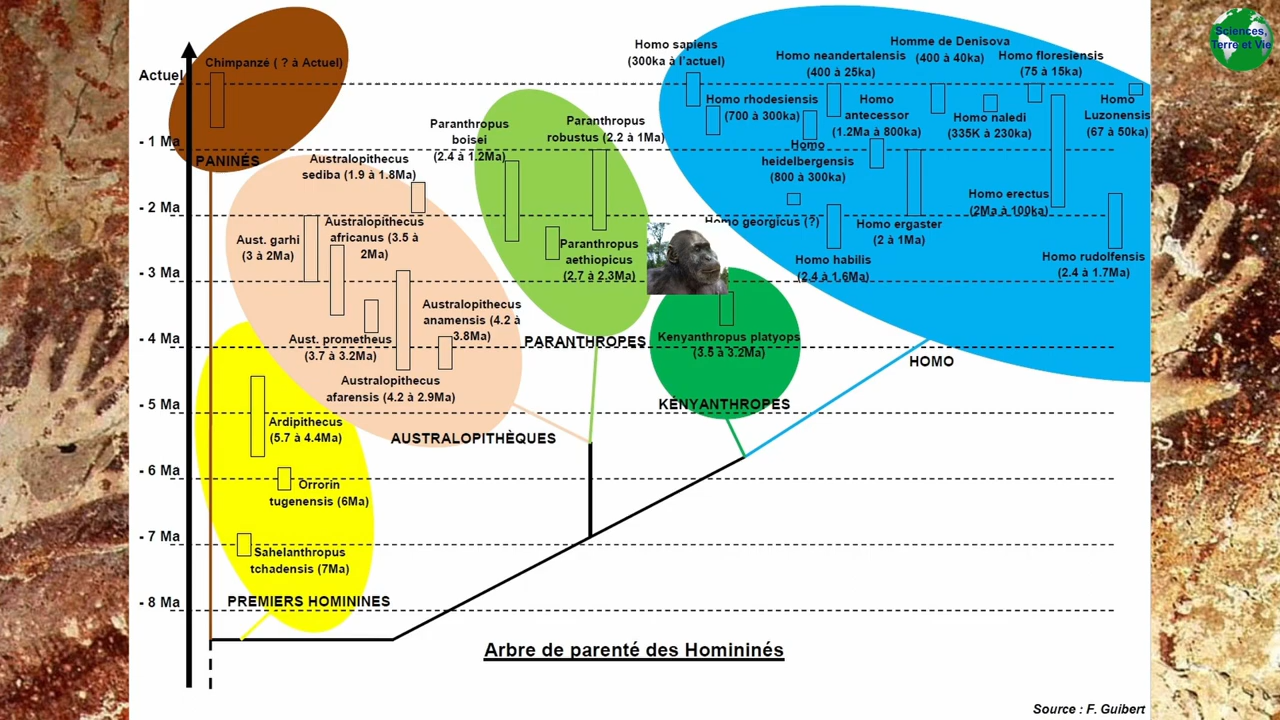 Sciences,
Terre et Vie
Homo sapiens
(300ka à l'actuel)
Homme de Denisova
(400 à 40ka)
Homo neandertalensis
(400 à 25ka)
Homo floresiensis
(75 à 15ka)
Chimpanzé ( ? à Actuel)
Actuel
Homo rhodesiensis
(700 à 300ka)
Homo
antecessor
(1.2Ma à 800ka)
Homo naledi
(335K à 230ka)
Homo
Luzonensis
(67 à 50ka)
Paranthropus
boisei
(2.4 à 1.2Ma)
Paranthropus
robustus (2.2 à 1Ma)
- 1 Ma
PANINÉS
Homo
heidelbergensis
(800 à 300ka)
Australopithecus
sediba (1.9 à 1.8Ma)
Homo erectus
(2Ma à 100ka)
- 2 Ma
Australopithecus
africanus (3.5 à
2Ma)
Homo georgicus (?)
Homo ergaster
(2 à 1Ma)
Aust. garhi
(3 à 2Ma)
Paranthropus
aethiopicus
(2.7 à 2.3Ma)
Homo habilis
(2.4 à 1.6Ma)
Homo rudolfensis
(2.4 à 1.7Ma)
- 3 Ma
Australopithecus
anamensis (4.2 à
3.8Ma)
- 4 Ma
Aust. prometheus
(3.7 à 3.2Ma)
PARANTHROPES
Kenyanthropus platyops
(3.5 à 3.2Ma)
HOMO
Australopithecus
afarensis (4.2 à 2.9Ma)
- 5 Ma
KENYANTHROPES
Ardipithecus
(5.7 à 4.4Ma)
AUSTRALOPITHÈQUES
- 6 Ma
Orrorin
tugenensis (6Ma)
- 7 Ma
Sahelanthropus
tchadensis (7Ma)
- 8 Ma
PREMIERS HOMININES
Arbre de parenté des Homininés
Source : F. Guibert